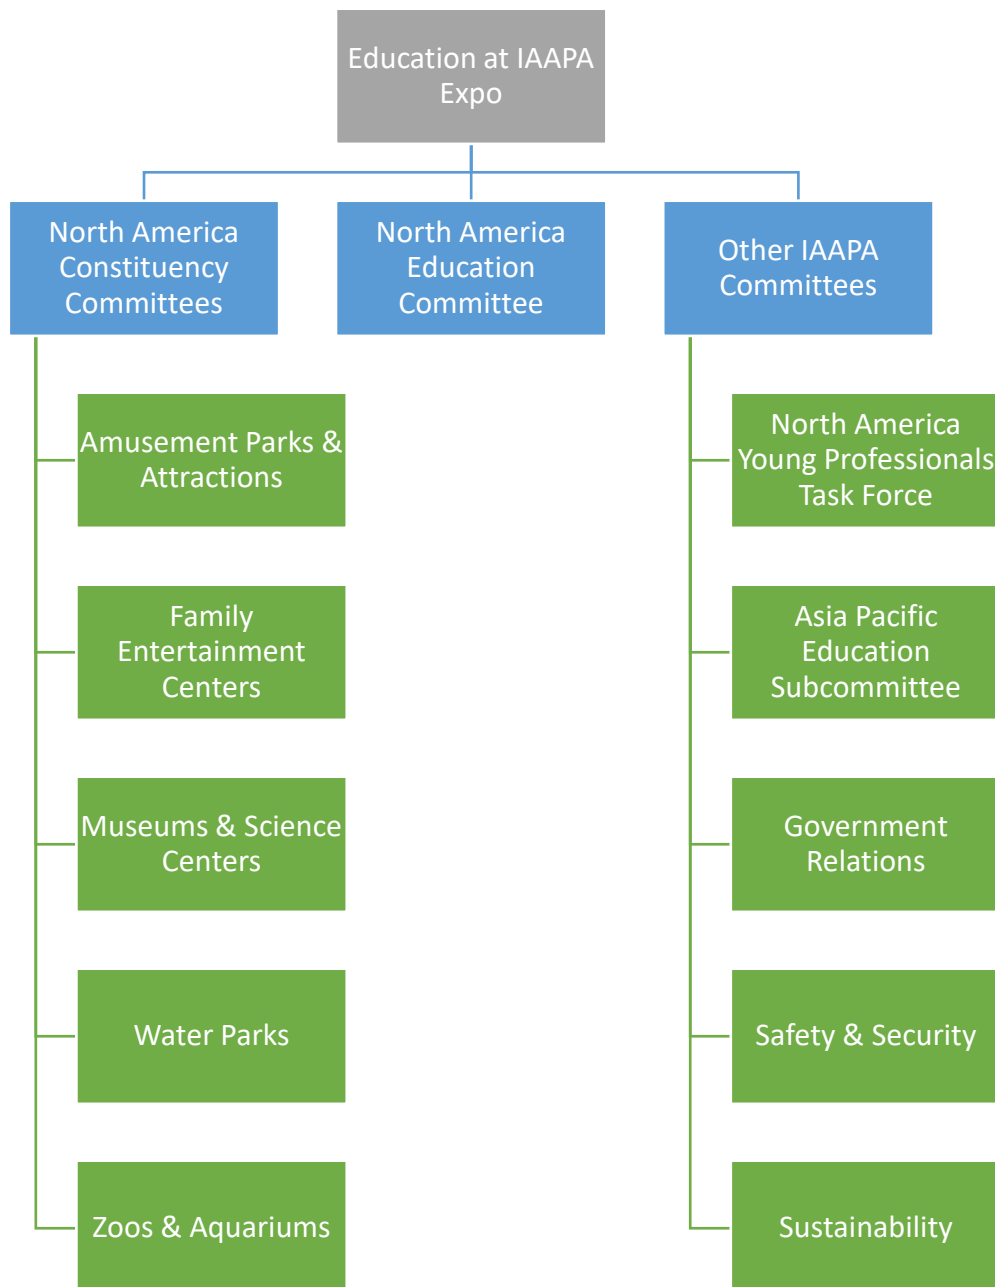 Education at IAAPA
Expo
North America
Constituency
Committees
North America
Education
Committee
Other IAAPA
Committees
Amusement Parks &
Attractions
Family
Entertainment
Centers
Museums & Science
Centers
Water Parks
Zoos & Aquariums
North America
Young Professionals
Task Force
Asia Pacific
Education
Subcommittee
Government
Relations
Safety & Security
Sustainability